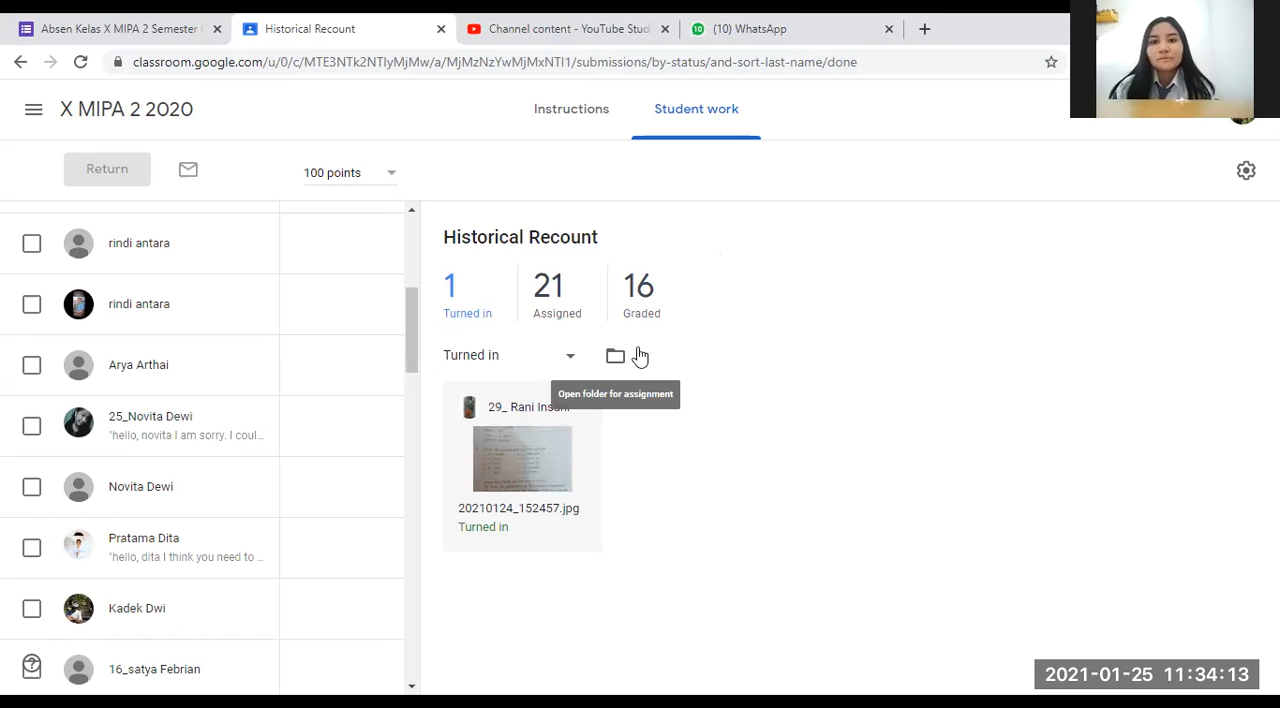 Absen Kelas X MIPA 2 Semester
Historical Recount
Channel content - YouTube Stud
(10) WhatsApp
classroom.google.com/u/0/c/MTE3NTk2NTIyMjMw/a/MjMzNzYwMjMxNTI1/submissions/by-status/and-sort-last-name/done
X MIPA 2 2020
Instructions
Student work
Return
100 points
rindi antara
rindi antara
Arya Arthai
25_Novita Dewi
"hello, novita I am sorry. I coul...
Novita Dewi
Pratama Dita
"hello, dita I think you need to ...
Kadek Dwi
16_satya Febrian
Historical Recount
1
21
16
Turned in
Assigned
Graded
Turned in
Open folder for assignment
29_ Rani Insani
20210124_152457.jpg
Turned in
2021-01-25 11:34:13